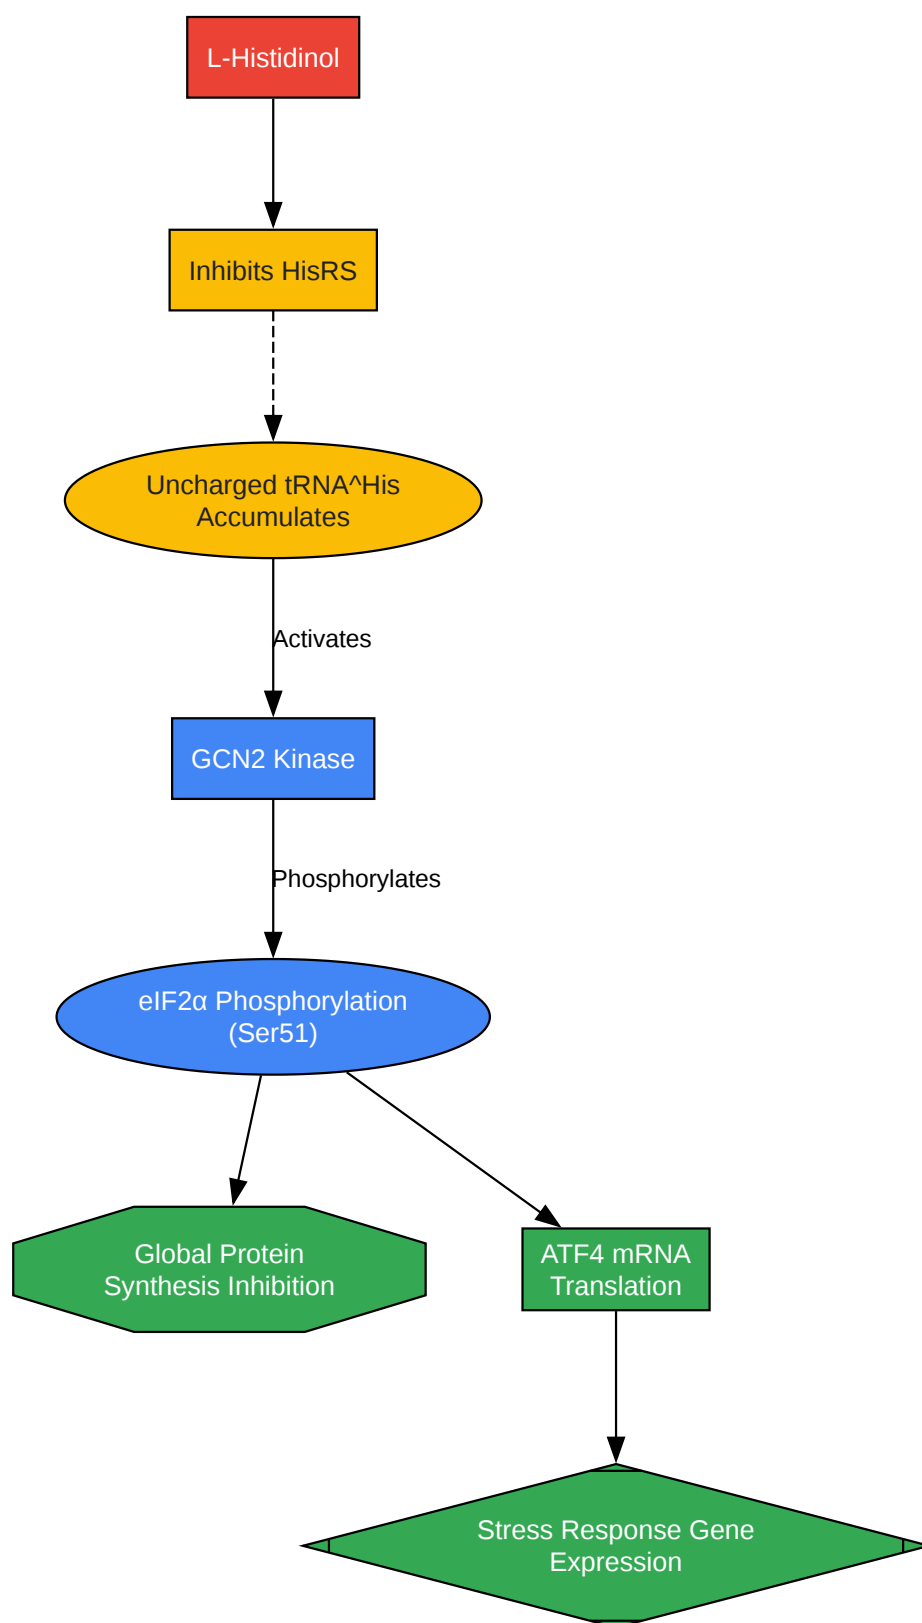 L-Histidinol
Inhibits HisRS
Uncharged tRNA^His
Accumulates
Activates
GCN2 Kinase
Phosphorylates
eIF2α Phosphorylation
(Ser51)
Global Protein
Synthesis Inhibition
ATF4 mRNA
Translation
Stress Response Gene
Expression